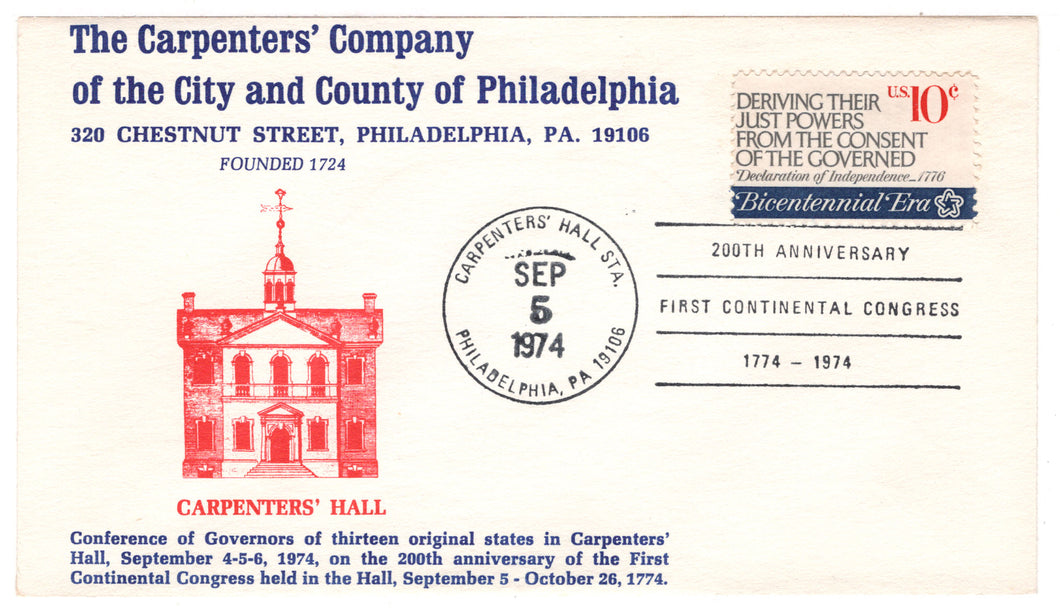 The Carpenters' Company
of the City and County of Philadelphia
320 CHESTNUT STREET, PHILADELPHIA, PA. 19106
FOUNDED 1724
U.S. 10¢
DERIVING THEIR
JUST POWERS
FROM THE CONSENT
OF THE GOVERNED
Declaration of Independence—1776
Bicentennial Era
CARPENTERS' HALL STA.
SEP
5
1974
PHILADELPHIA, PA 19106
200TH ANNIVERSARY
FIRST CONTINENTAL CONGRESS
1774 - 1974
CARPENTERS' HALL
Conference of Governors of thirteen original states in Carpenters'
Hall, September 4-5-6, 1974, on the 200th anniversary of the First
Continental Congress held in the Hall, September 5 - October 26, 1774.